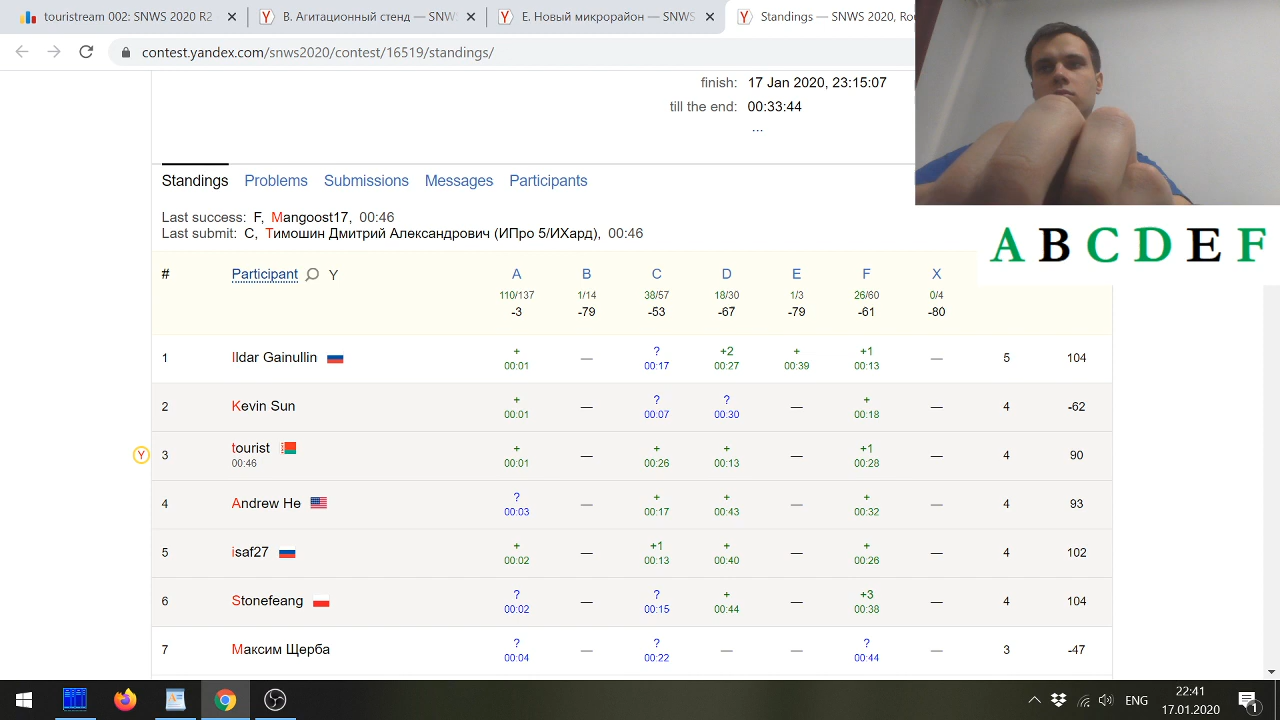 touristream 002: SNWS 2020 R2
В. Агитационный стенд — SNW
E. Новый микрорайон — SNWS
Standings — SNWS 2020, Rou
contest.yandex.com/snws2020/contest/16519/standings/
finish: 17 Jan 2020, 23:15:07
till the end: 00:33:44
...
Standings Problems Submissions Messages Participants
Last success: F, Mangoost17, 00:46
Last submit: C, Тимошин Дмитрий Александрович (ИПро 5/ИХард), 00:46
A B C D E F
# Participant Y A B C D E F X
110/137 1/14 38/57 18/30 1/3 26/60 0/4
-3 -79 -53 -67 -79 -61 -80
1 Ildar Gainullin + — ? +2 + +1 — 5 104
00:01 00:17 00:27 00:39 00:13
2 Kevin Sun + — ? ? — + — 4 -62
00:01 00:07 00:30 00:18
Y 3 tourist + — + + — +1 — 4 90
00:46 00:01 00:26 00:13 00:28
4 Andrew He ? — + + — + — 4 93
00:03 00:17 00:43 00:32
5 isaf27 + — +1 + — + — 4 102
00:02 00:13 00:40 00:26
6 Stonefeang ? — ? + — +3 — 4 104
00:02 00:15 00:44 00:38
7 Максим Щерба ? — ? — — ? — 3 -47
00:04 00:22 00:44
ENG
22:41
17.01.2020
1